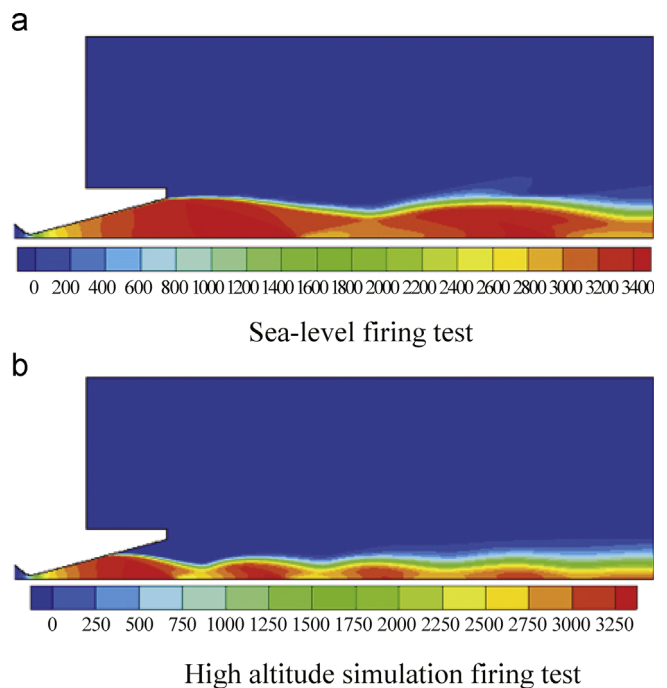 a
0 200 400 600 800 1000 1200 1400 1600 1800 2000 2200 2400 2600 2800 3000 3200 3400
Sea-level firing test
b
0 250 500 750 1000 1250 1500 1750 2000 2250 2500 2750 3000 3250
High altitude simulation firing test